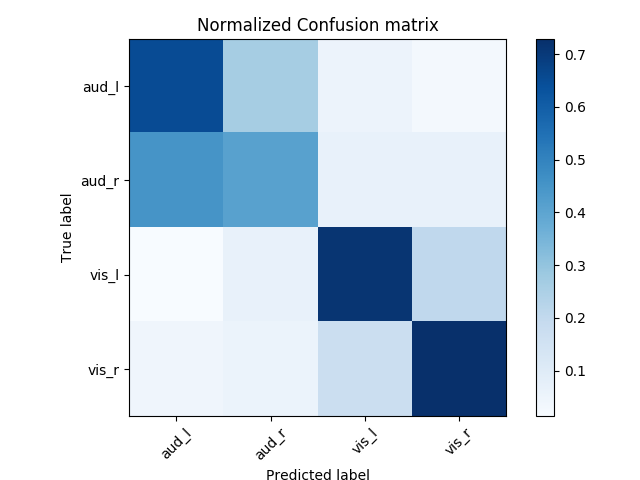 Normalized Confusion matrix
True label
aud_l
aud_r
vis_l
vis_r
aud_l
aud_r
vis_l
vis_r
Predicted label
0.7
0.6
0.5
0.4
0.3
0.2
0.1